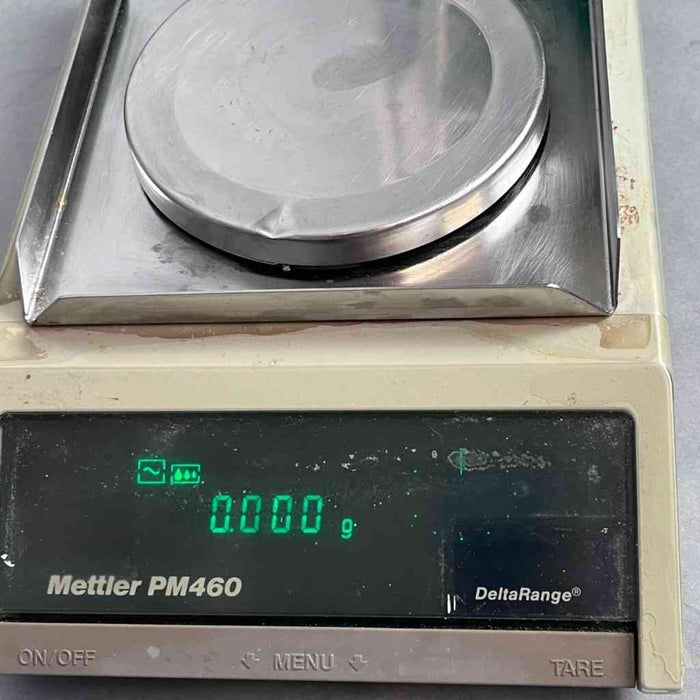 0.000 g
Mettler PM460
DeltaRange®
ON/OFF MENU TARE